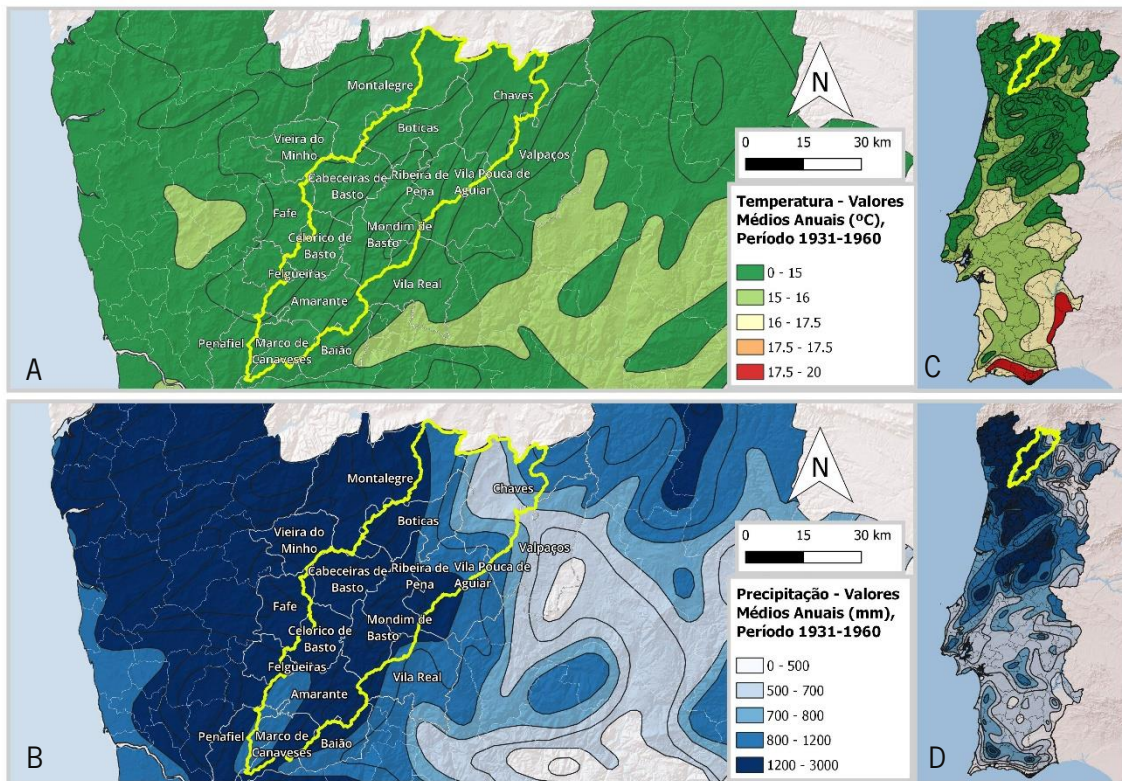 Montalegre
Chaves
Boticas
Vieira do
Minho
Valpaços
Cabeceiras de
Basto
Ribeira de
Pena
Vila Pouca de
Aguiar
Fafe
Mondim de
Basto
Celorico de
Basto
Felgueiras
Vila Real
Amarante
Penafiel
Marco de
Canaveses
Baião
A
N
0 15 30 km
Temperatura - Valores
Médios Anuais (ºC),
Período 1931-1960
0 - 15
15 - 16
16 - 17.5
17.5 - 17.5
17.5 - 20
C
Montalegre
Chaves
Boticas
Vieira do
Minho
Valpaços
Cabeceiras de
Basto
Ribeira de
Pena
Vila Pouca de
Aguiar
Fafe
Mondim de
Basto
Celorico de
Basto
Felgueiras
Vila Real
Amarante
Penafiel
Marco de
Canaveses
Baião
B
N
0 15 30 km
Precipitação - Valores
Médios Anuais (mm),
Período 1931-1960
0 - 500
500 - 700
700 - 800
800 - 1200
1200 - 3000
D